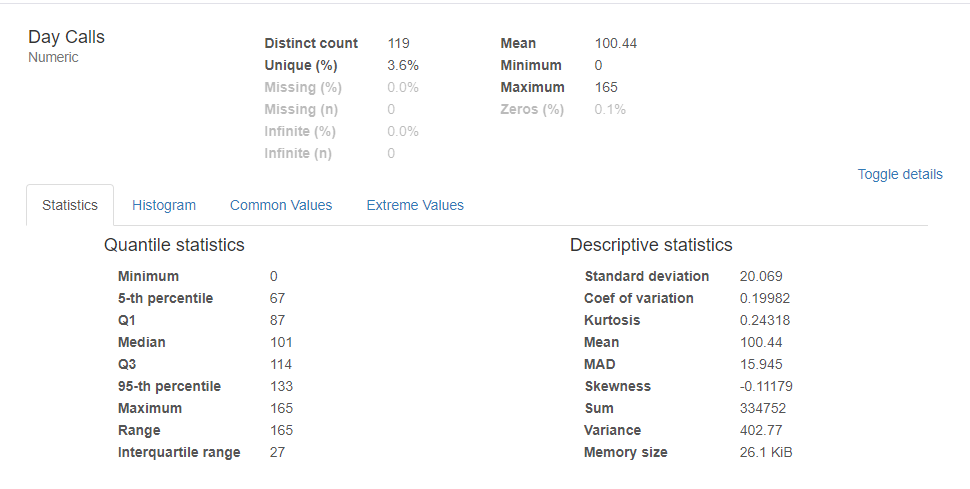 Day Calls
Numeric
Distinct count 119
Unique (%) 3.6%
Missing (%) 0.0%
Missing (n) 0
Infinite (%) 0.0%
Infinite (n) 0
Mean 100.44
Minimum 0
Maximum 165
Zeros (%) 0.1%
Toggle details
Statistics Histogram Common Values Extreme Values
Quantile statistics
Minimum 0
5-th percentile 67
Q1 87
Median 101
Q3 114
95-th percentile 133
Maximum 165
Range 165
Interquartile range 27
Descriptive statistics
Standard deviation 20.069
Coef of variation 0.19982
Kurtosis 0.24318
Mean 100.44
MAD 15.945
Skewness -0.11179
Sum 334752
Variance 402.77
Memory size 26.1 KiB